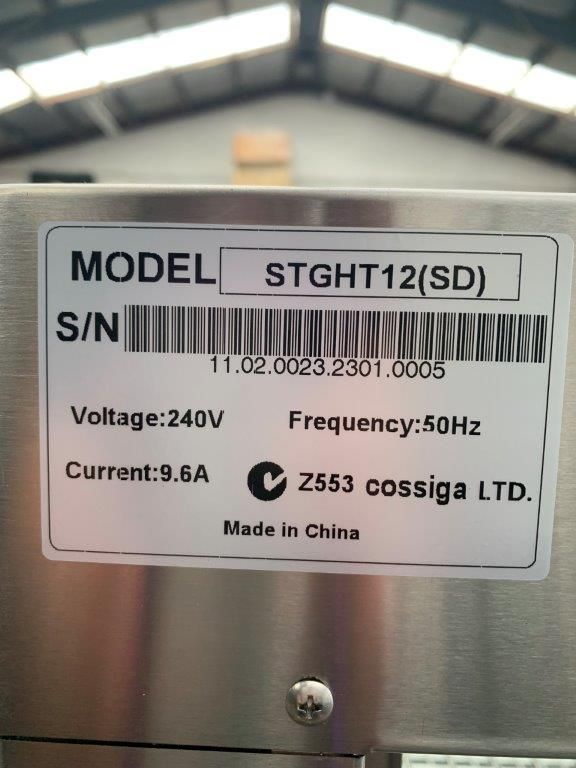 MODEL STGHT12(SD)
S/N
11.02.0023.2301.0005
Voltage:240V Frequency:50Hz
Current:9.6A Z553 cossiga LTD.
Made in China